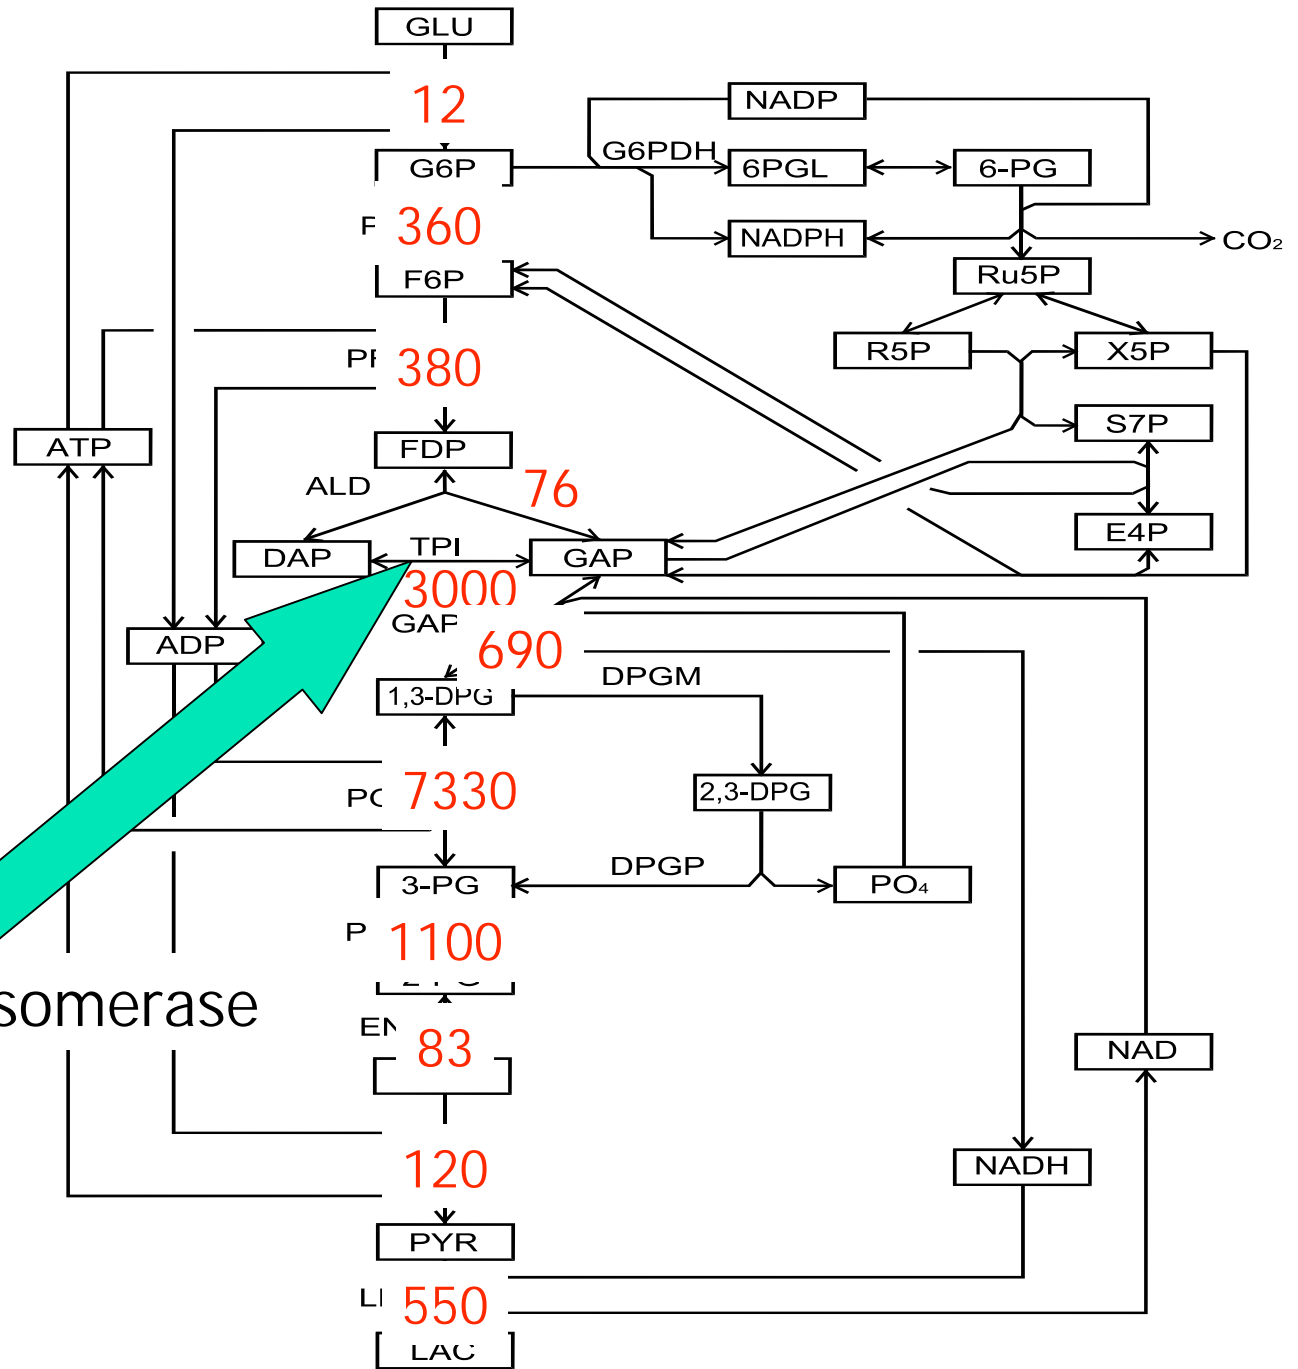 GLU
12
NADP
G6P
G6PDH
6PGL
6-PG
360
NADPH
CO₂
F6P
Ru5P
R5P
X5P
380
S7P
ATP
FDP
ALD
76
E4P
DAP
TPI
GAP
3000
GAP
690
ADP
DPGM
1,3-DPG
7330
2,3-DPG
DPGP
3-PG
PO₄
1100
somerase
83
NAD
120
NADH
PYR
550
LAC